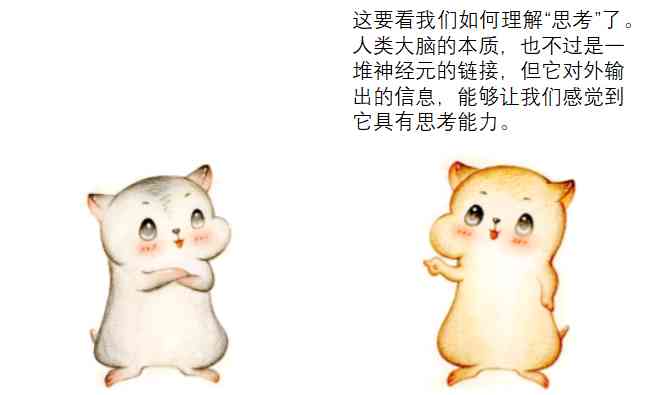 这要看我们如何理解“思考”了。
人类大脑的本质，也不过是一
堆神经元的链接，但它对外输
出的信息，能够让我们感觉到
它具有思考能力。